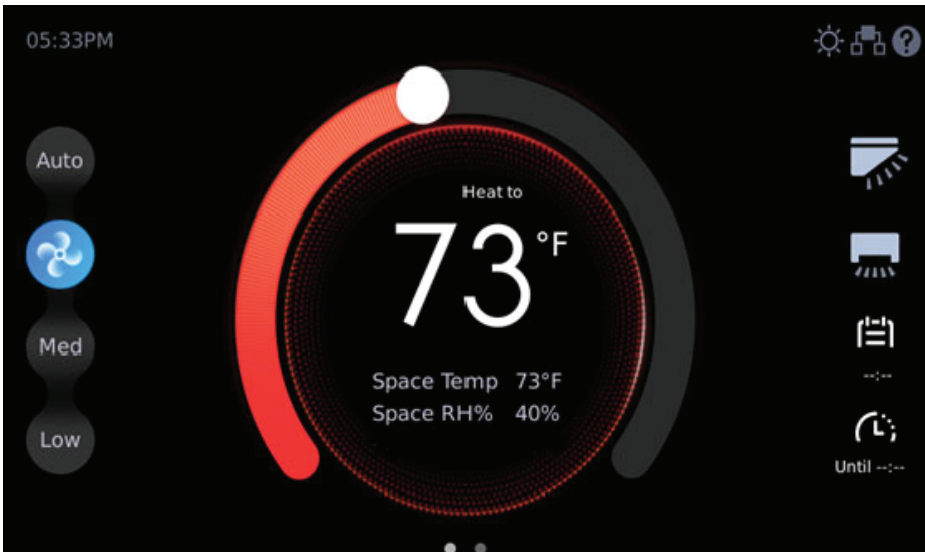 05:33PM
?
Auto
Heat to
73°F
Med
Space Temp 73°F
--:--
Space RH% 40%
Low
Until --:--